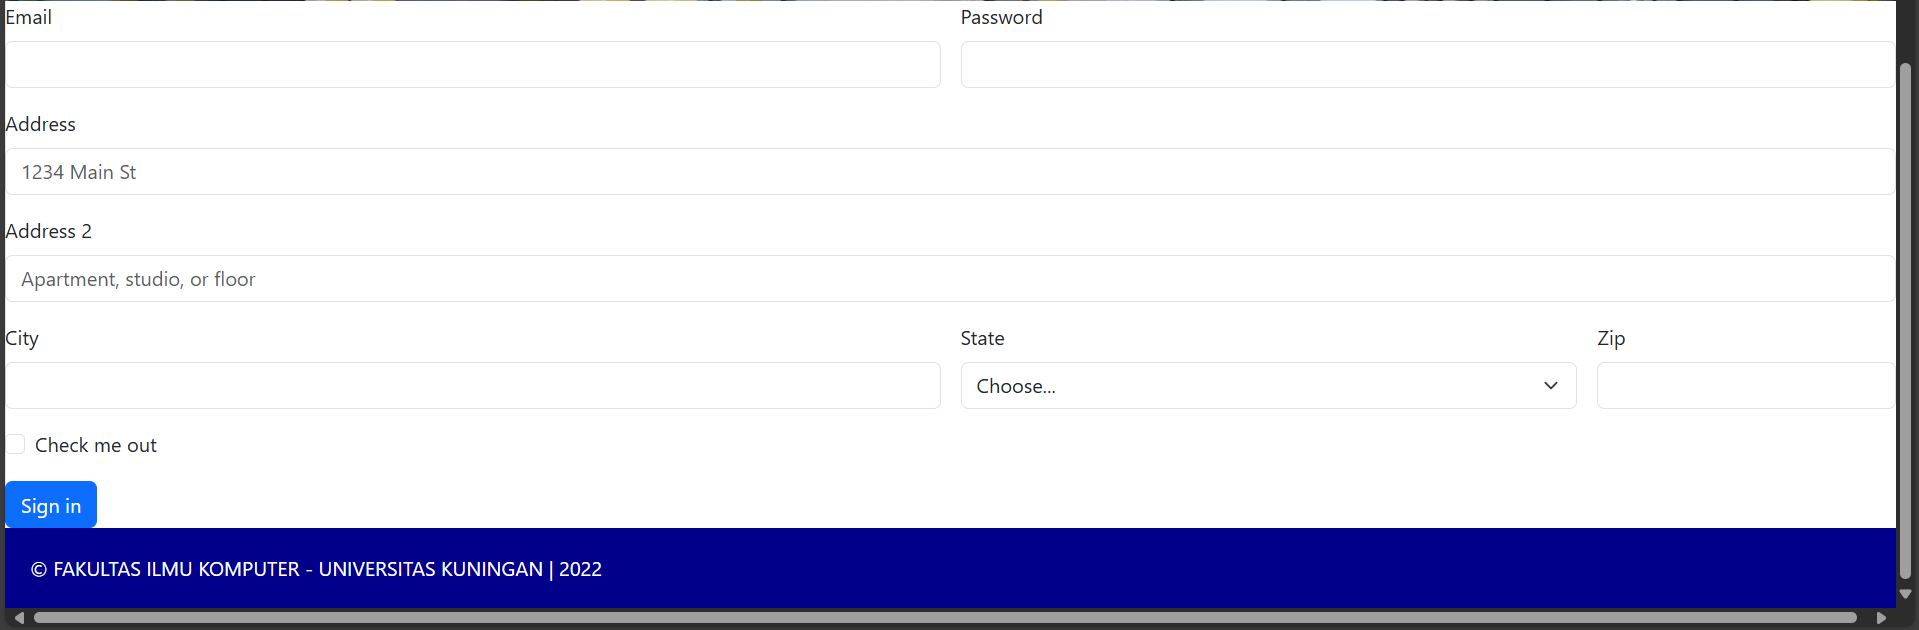 Email
Password
Address
1234 Main St
Address 2
Apartment, studio, or floor
City
State
Zip
Choose...
Check me out
Sign in
© FAKULTAS ILMU KOMPUTER - UNIVERSITAS KUNINGAN | 2022